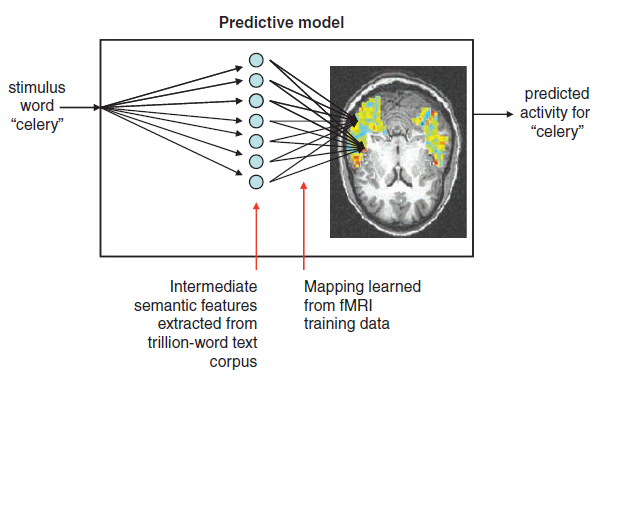 Predictive model
stimulus
word
“celery”
predicted
activity for
“celery”
Intermediate
semantic features
extracted from
trillion-word text
corpus
Mapping learned
from fMRI
training data